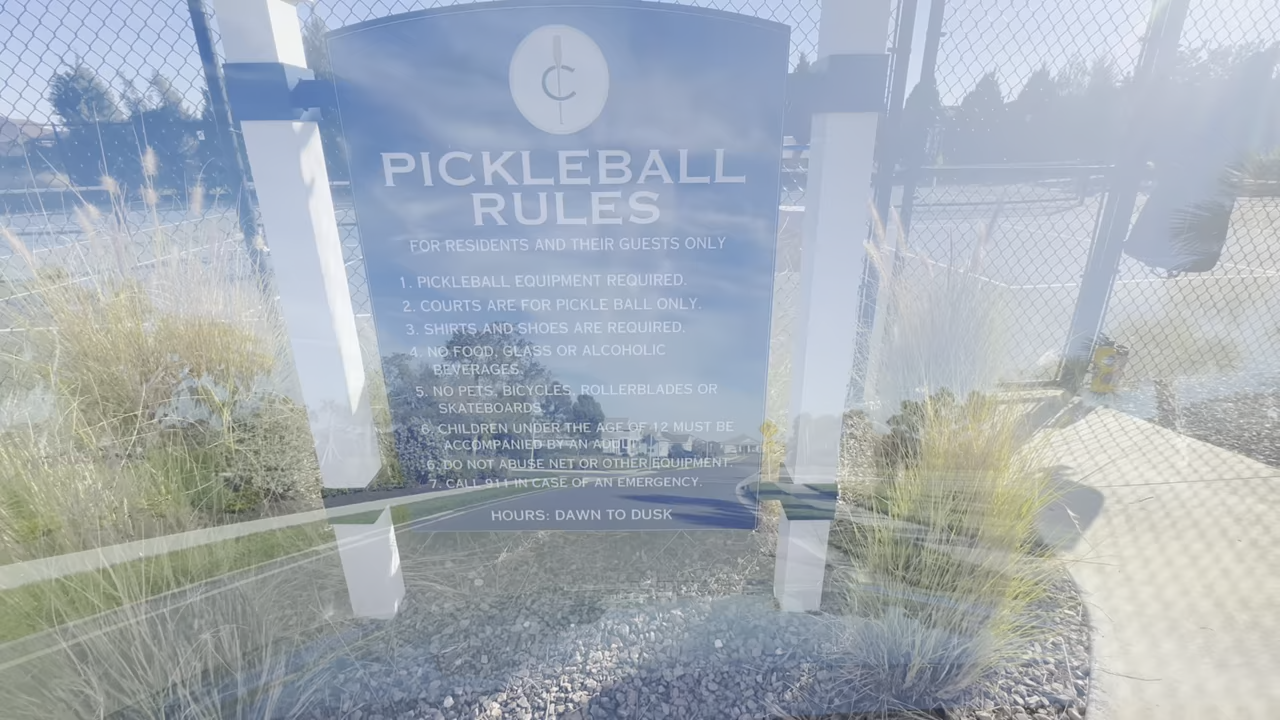 C
PICKLEBALL
RULES
FOR RESIDENTS AND THEIR GUESTS ONLY
1. PICKLEBALL EQUIPMENT REQUIRED.
2. COURTS ARE FOR PICKLE BALL ONLY.
3. SHIRTS AND SHOES ARE REQUIRED.
4. NO FOOD, GLASS OR ALCOHOLIC
BEVERAGES.
5. NO PETS, BICYCLES, ROLLERBLADES OR
SKATEBOARDS.
6. CHILDREN UNDER THE AGE OF 12 MUST BE
ACCOMPANIED BY AN ADULT.
6. DO NOT ABUSE NET OR OTHER EQUIPMENT.
7. CALL 911 IN CASE OF AN EMERGENCY.
HOURS: DAWN TO DUSK